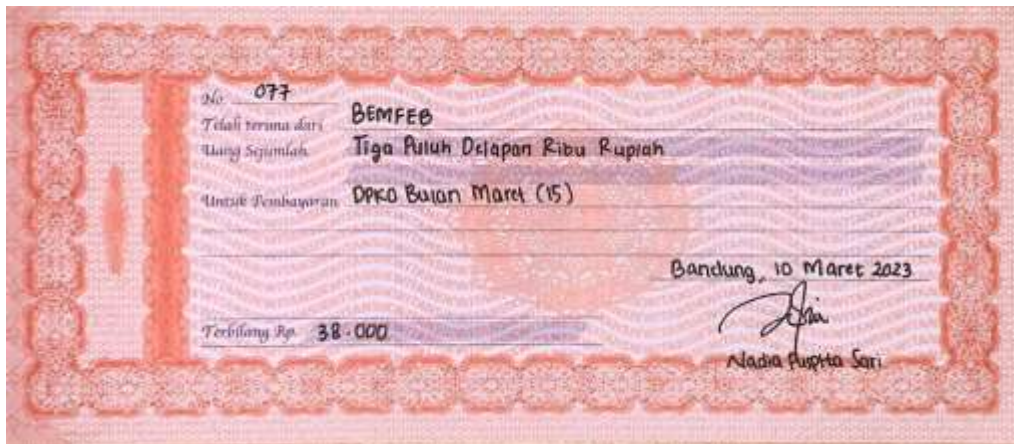 No. 077
Telah terima dari BEMFEB
Uang Sejumlah Tiga Puluh Delapan Ribu Rupiah
Untuk Pembayaran DPKO Bulan Maret (15)
Bandung, 10 Maret 2023
Terbilang Rp. 38.000
Nadia Puspita Sari